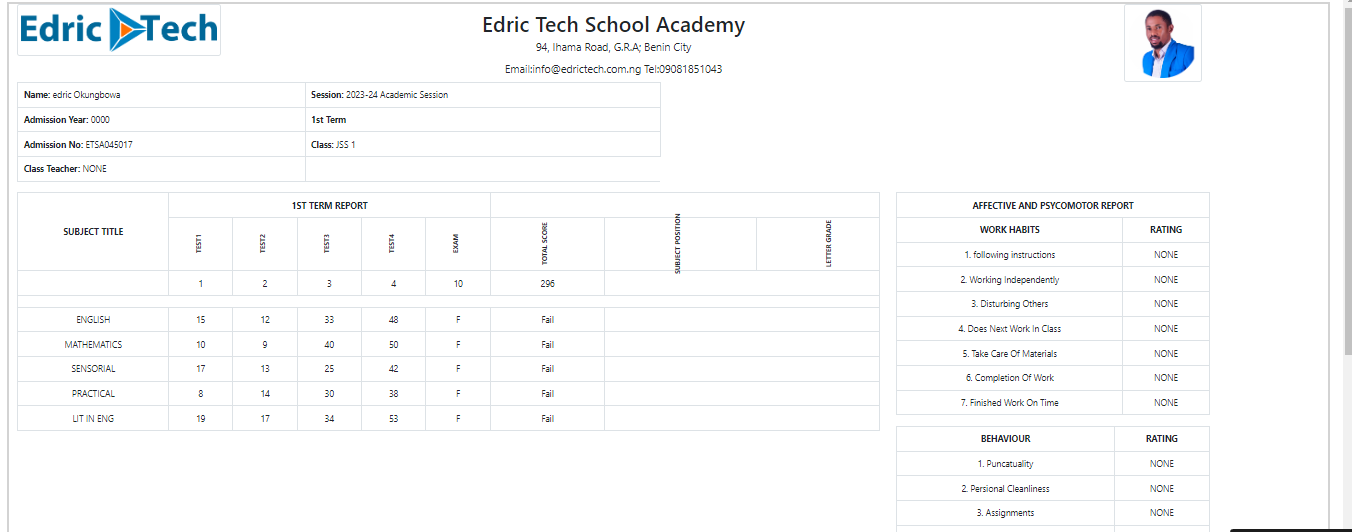 Edric Tech
Edric Tech School Academy
94, Ihama Road, G.R.A; Benin City
Email:info@edrictech.com.ng Tel:09081851043
Name: edric Okungbowa Session: 2023-24 Academic Session
Admission Year: 0000 1st Term
Admission No: ETSA045017 Class: JSS 1
Class Teacher: NONE
SUBJECT TITLE 1ST TERM REPORT
TEST1 TEST2 TEST3 TEST4 EXAM TOTAL SCORE SUBJECT POSITION LETTER GRADE
1 2 3 4 10 296
ENGLISH 15 12 33 48 F Fail
MATHEMATICS 10 9 40 50 F Fail
SENSORIAL 17 13 25 42 F Fail
PRACTICAL 8 14 30 38 F Fail
LIT IN ENG 19 17 34 53 F Fail
AFFECTIVE AND PSYCOMOTOR REPORT
WORK HABITS RATING
1. following instructions NONE
2. Working Independently NONE
3. Disturbing Others NONE
4. Does Next Work In Class NONE
5. Take Care Of Materials NONE
6. Completion Of Work NONE
7. Finished Work On Time NONE
BEHAVIOUR RATING
1. Puncatuality NONE
2. Persional Cleanliness NONE
3. Assignments NONE